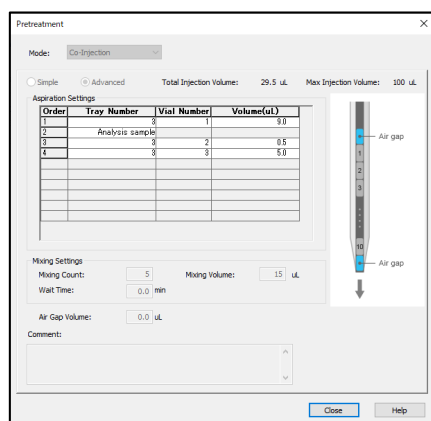 Pretreatment
Mode: Co-Injection
Simple Advanced Total Injection Volume: 29.5 uL Max Injection Volume: 100 uL
Aspiration Settings
Order Tray Number Vial Number Volume(uL)
1 3 1 9.0
2 Analysis sample
3 3 2 0.5
4 3 3 5.0
Air gap
1
2
3
10
Air gap
Mixing Settings
Mixing Count: 5 Mixing Volume: 15 uL
Wait Time: 0.0 min
Air Gap Volume: 0.0 uL
Comment:
Close Help